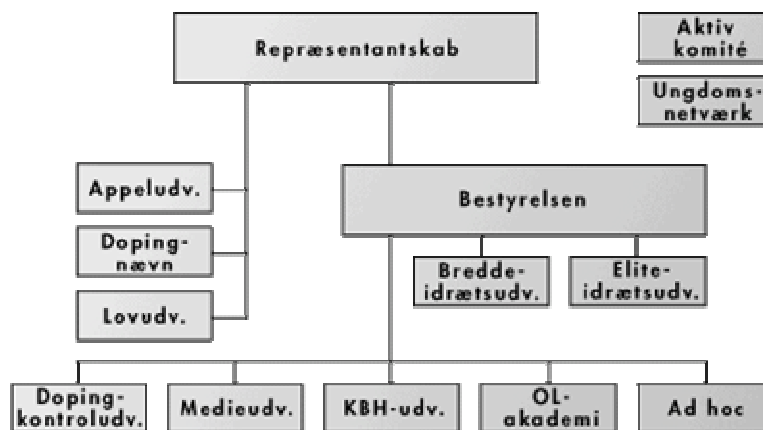 Repræsentantskab
Aktiv
komité
Ungdoms-
netværk
Appeludv.
Bestyrelsen
Doping-
nævn
Bredde-
idrætsudv.
Elite-
idrætsudv.
Lovudv.
Doping-
kontroludv.
Medieudv.
KBH-udv.
OL-
akademi
Ad hoc